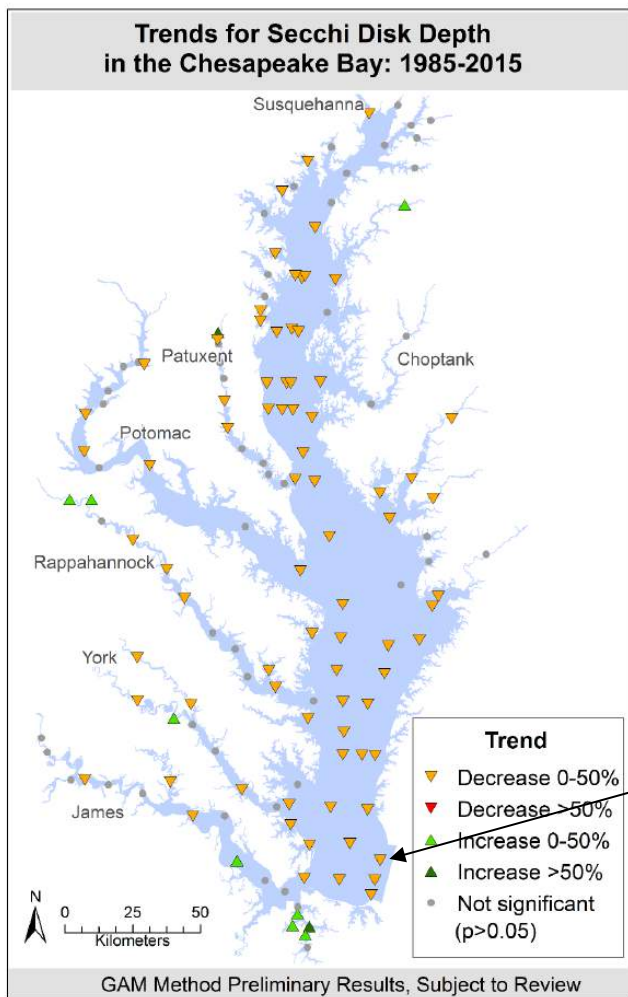 Trends for Secchi Disk Depth
in the Chesapeake Bay: 1985-2015
Susquehanna
Patuxent
Choptank
Potomac
Rappahannock
York
James
Trend
Decrease 0-50%
Decrease >50%
Increase 0-50%
Increase >50%
Not significant
(p>0.05)
N
0 25 50
Kilometers
GAM Method Preliminary Results, Subject to Review